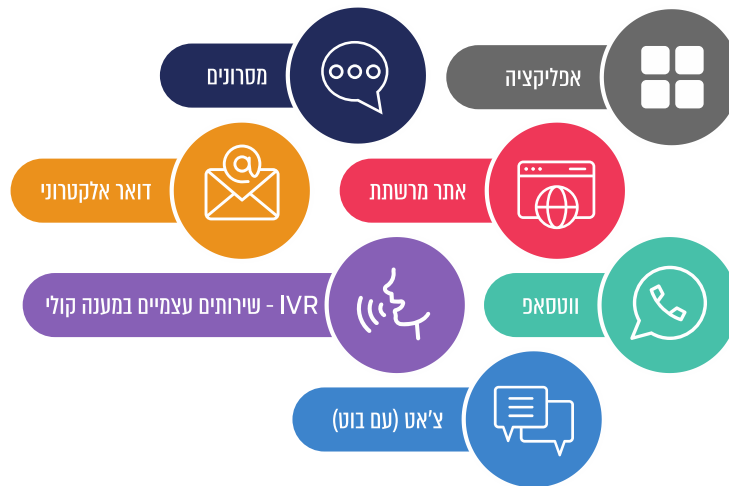 אפליקציה
מסרונים
אתר מרשתת
דואר אלקטרוני
ווטסאפ
IVR - שירותים עצמיים במענה קולי
צ'אט (עם בוט)